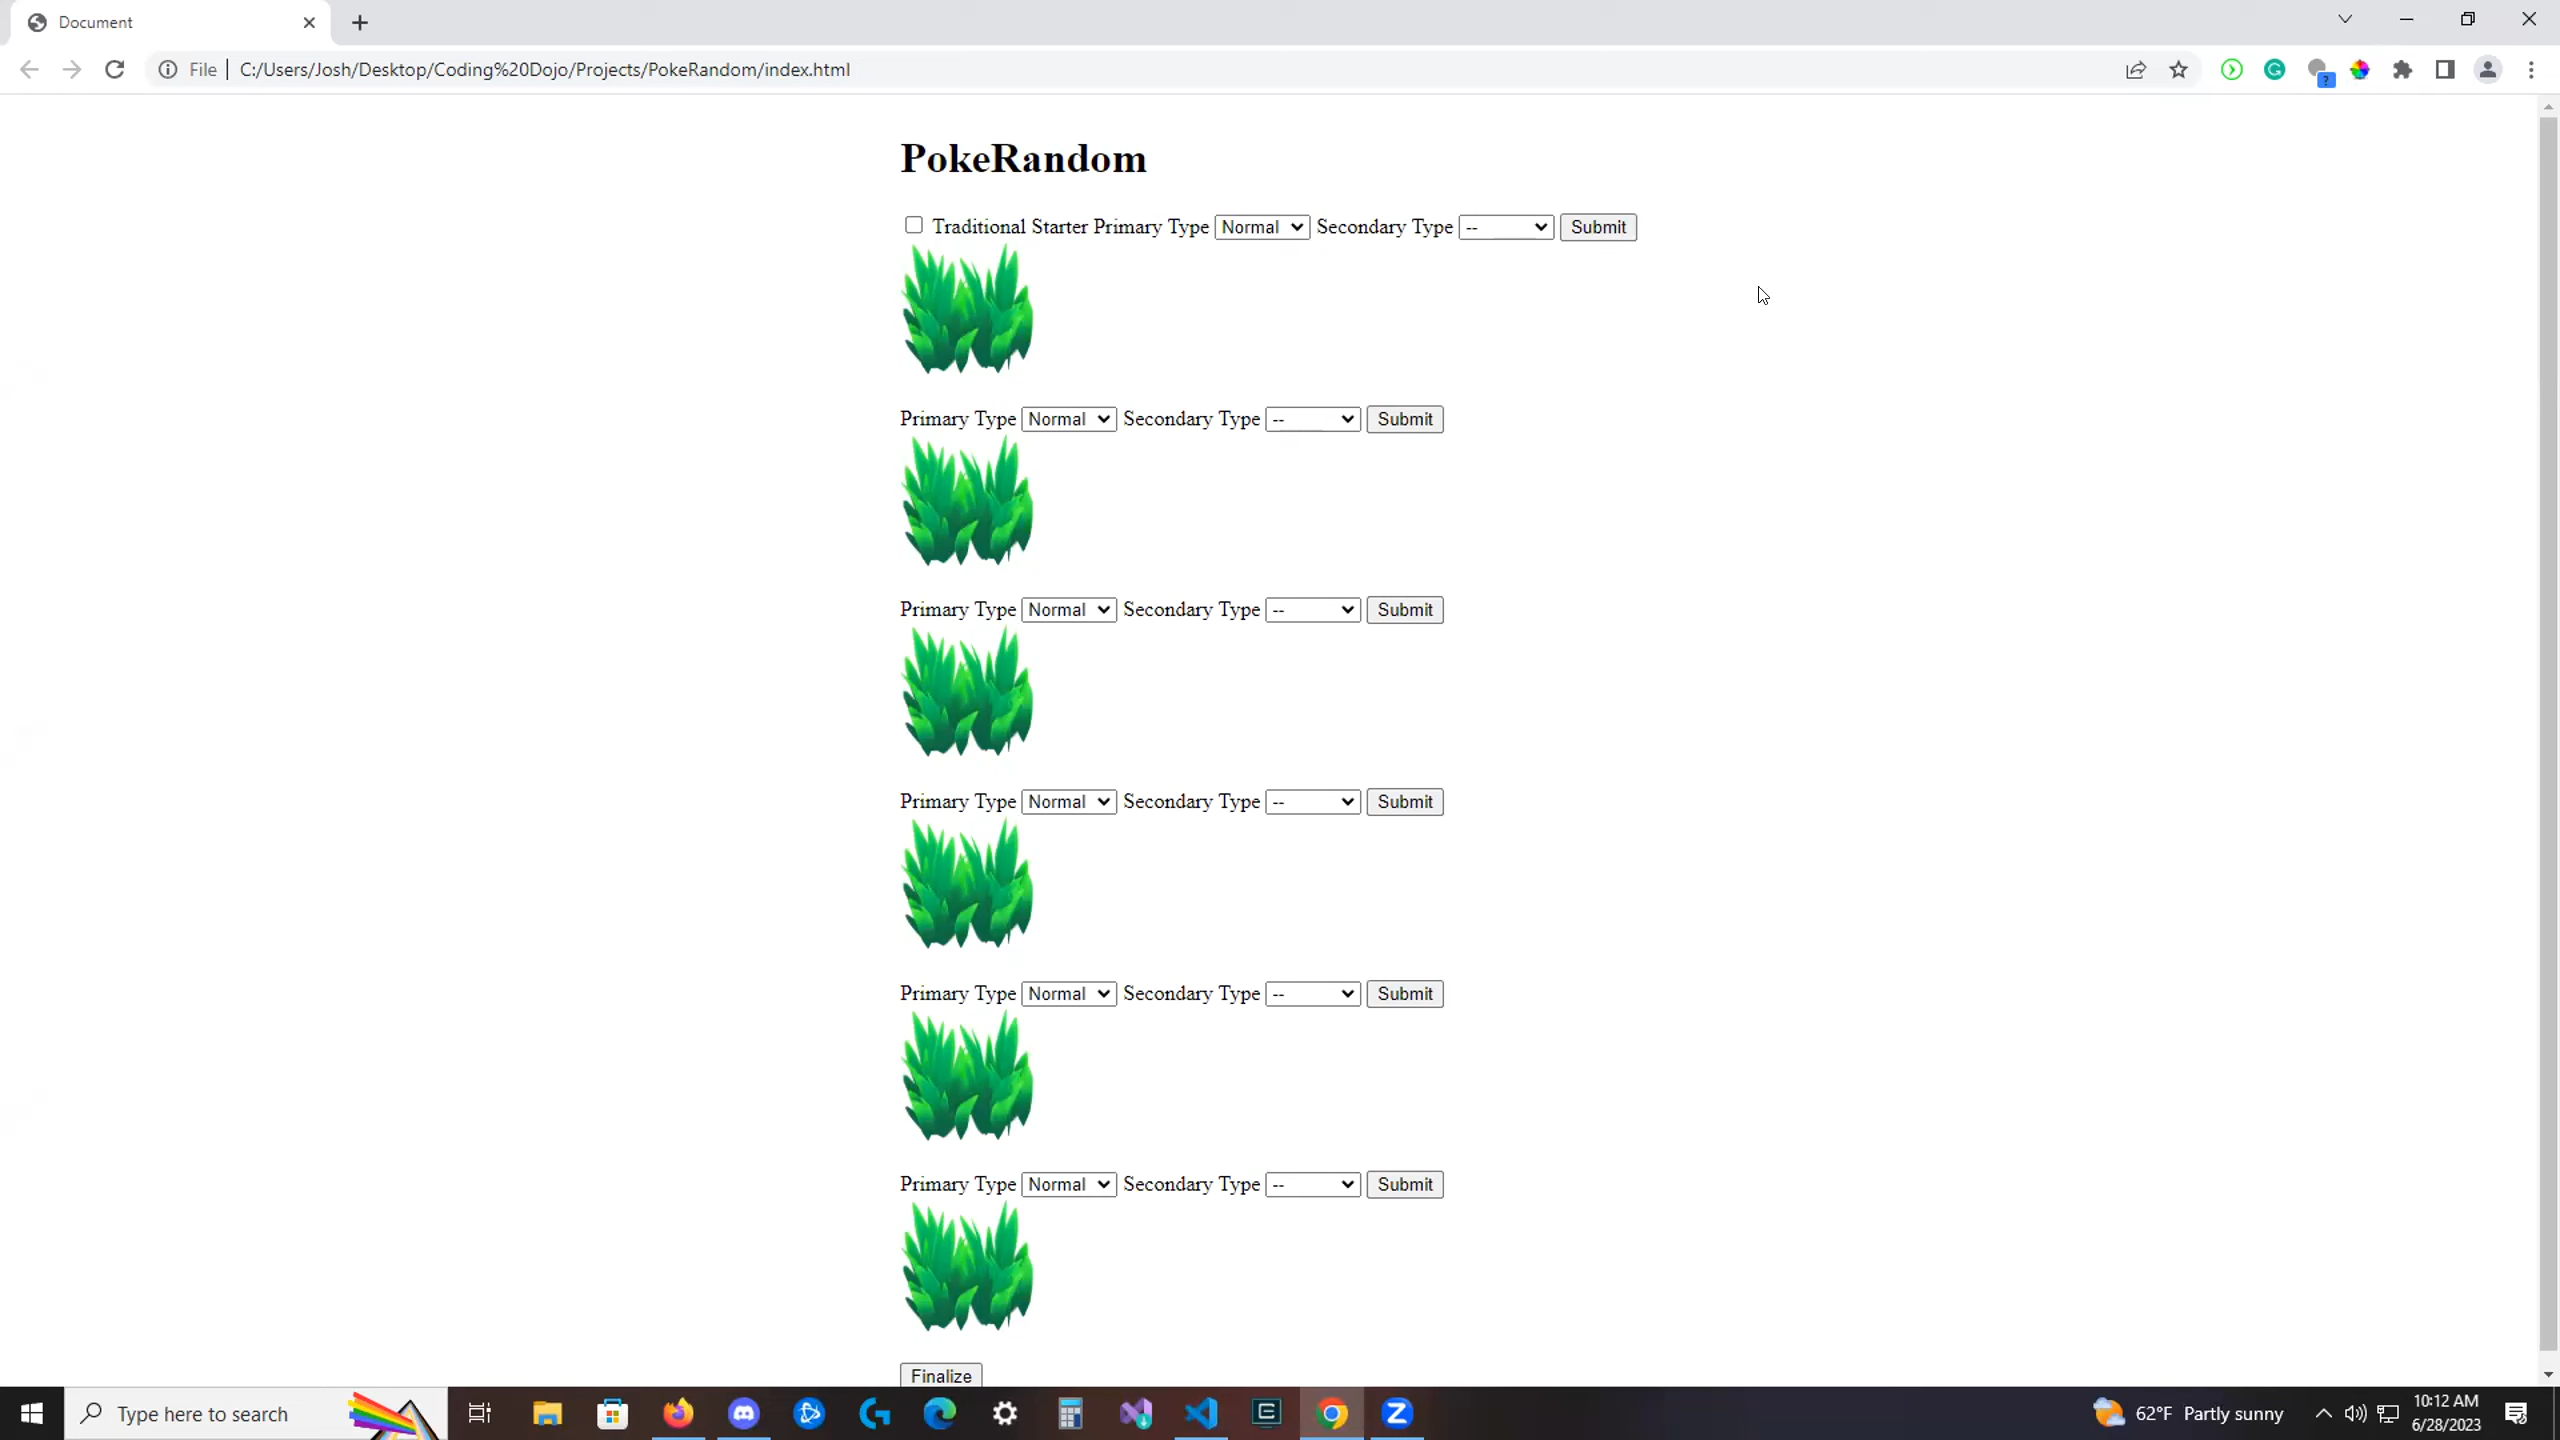 Document
File
C:/Users/Josh/Desktop/Coding%20Dojo/Projects/PokeRandom/index.html
PokeRandom
Traditional Starter Primary Type Normal Secondary Type -- Submit
Primary Type Normal Secondary Type -- Submit
Primary Type Normal Secondary Type -- Submit
Primary Type Normal Secondary Type -- Submit
Primary Type Normal Secondary Type -- Submit
Primary Type Normal Secondary Type -- Submit
Finalize
Type here to search
62°F Partly sunny
10:12 AM
6/28/2023